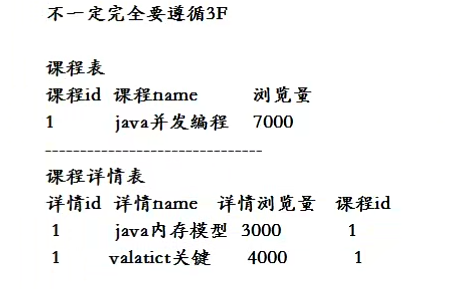 不一定完全要遵循3F
课程表
课程id 课程name 浏览量
1 java并发编程 7000
-------------------------------
课程详情表
详情id 详情name 详情浏览量 课程id
1 java内存模型 3000 1
1 valatict关键 4000 1